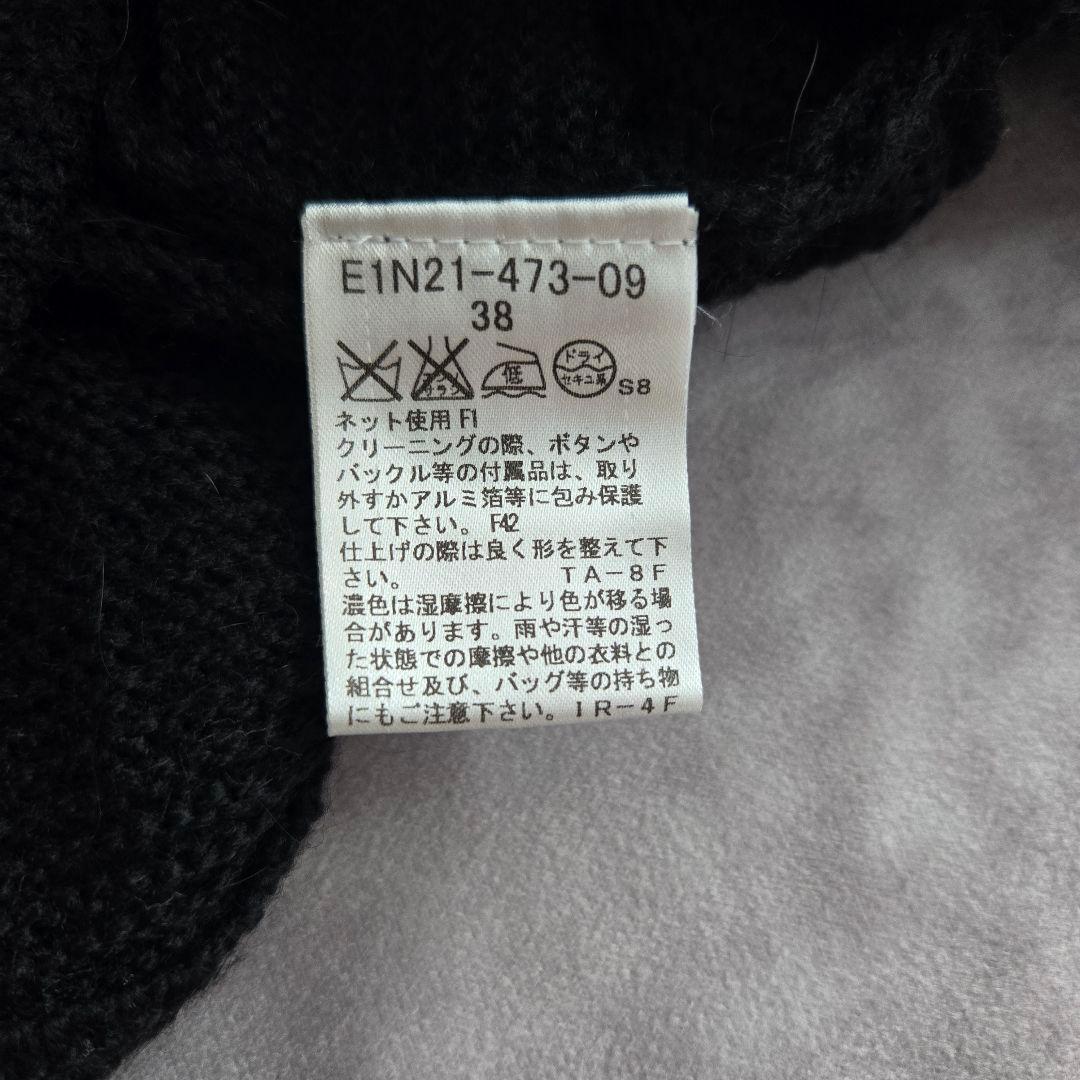 E1N21-473-09
38
エンソ
サラシ
低
ドライ
セキユ系
S8
ネット使用 F1
クリーニングの際、ボタンや
バックル等の付属品は、取り
外すかアルミ箔等に包み保護
して下さい。 F42
仕上げの際は良く形を整えて下
さい。 TA-8F
濃色は湿摩擦により色が移る場
合があります。雨や汗等の湿っ
た状態での摩擦や他の衣料との
組合せ及び、バッグ等の持ち物
にもご注意下さい。IR-4F